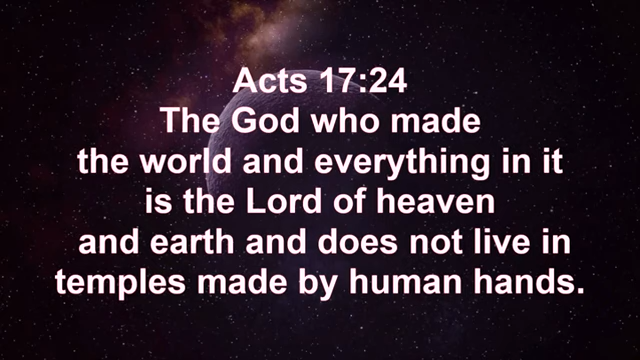 Acts 17:24
The God who made
the world and everything in it
is the Lord of heaven
and earth and does not live in
temples made by human hands.